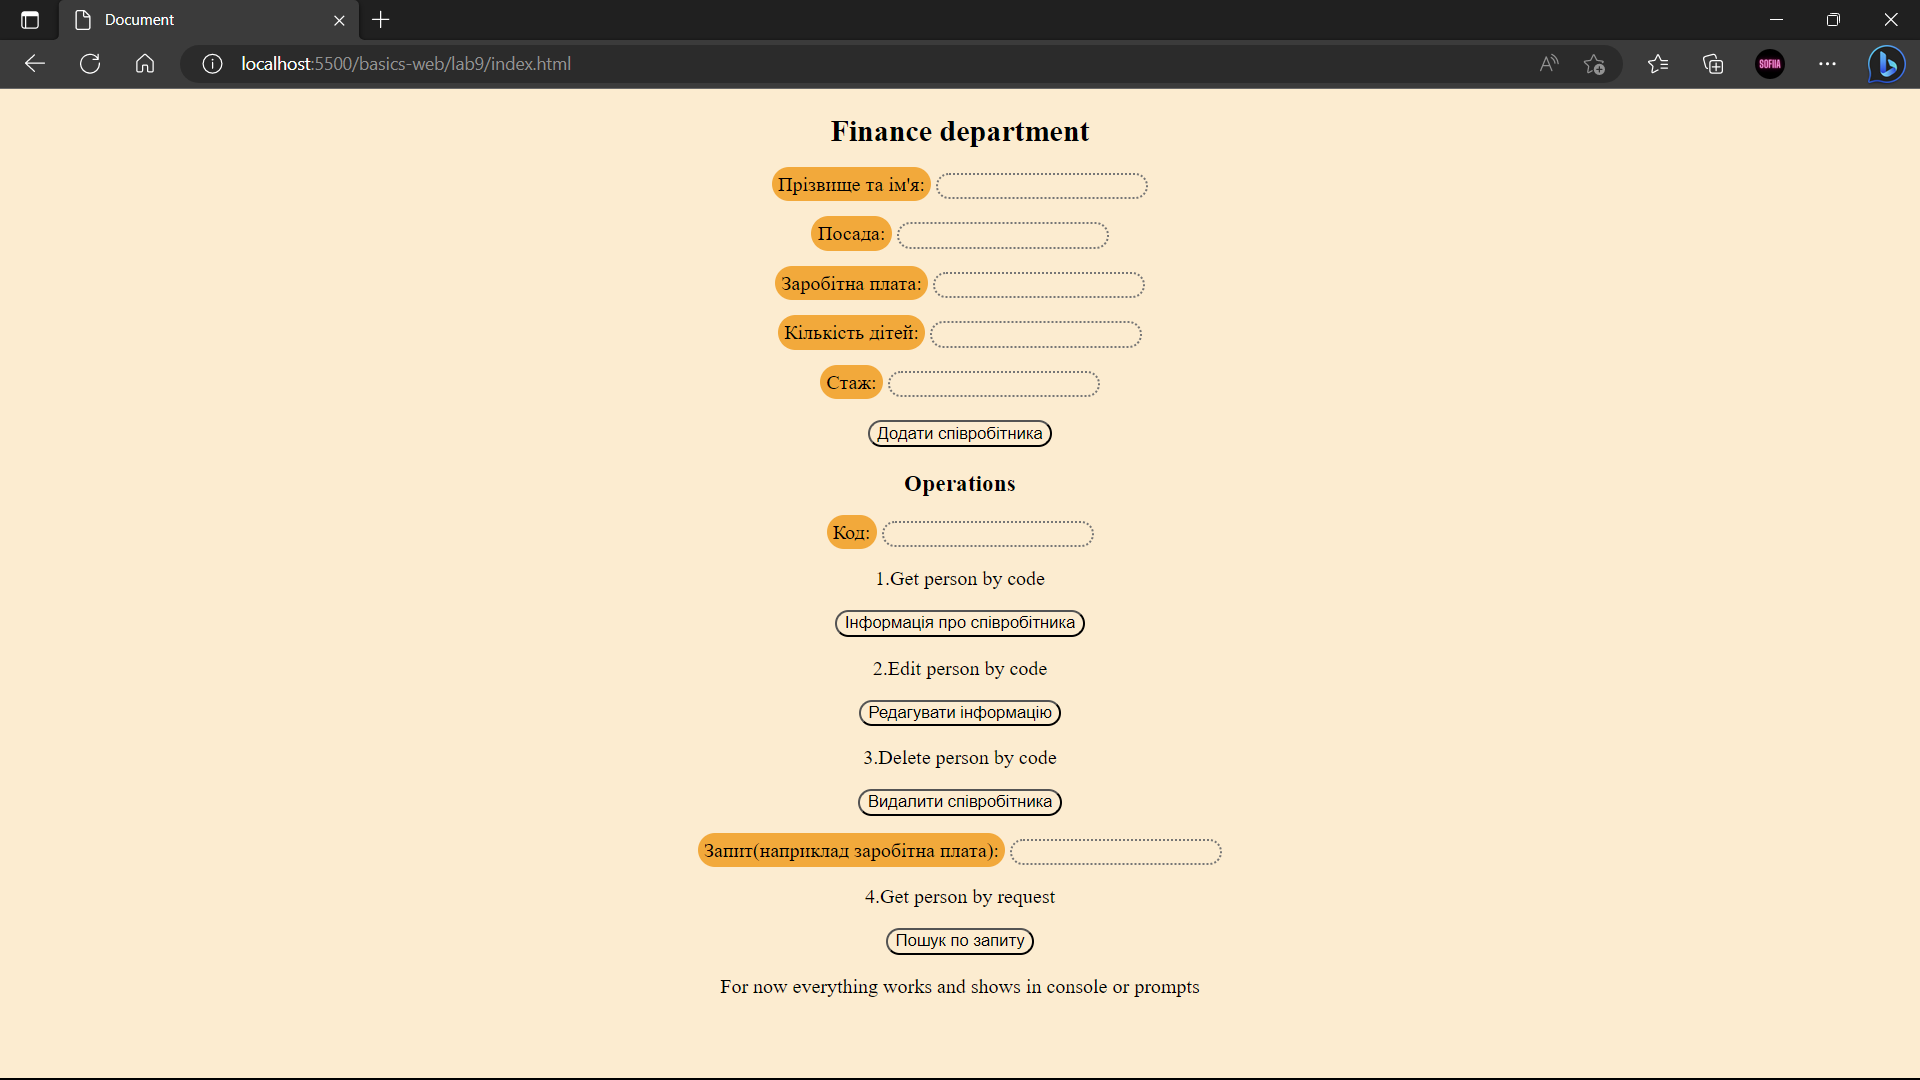 Document
localhost:5500/basics-web/lab9/index.html
SOFIIA
Finance department
Прізвище та ім'я:
Посада:
Заробітна плата:
Кількість дітей:
Стаж:
Додати співробітника
Operations
Код:
1.Get person by code
Інформація про співробітника
2.Edit person by code
Редагувати інформацію
3.Delete person by code
Видалити співробітника
Запит(наприклад заробітна плата):
4.Get person by request
Пошук по запиту
For now everything works and shows in console or prompts